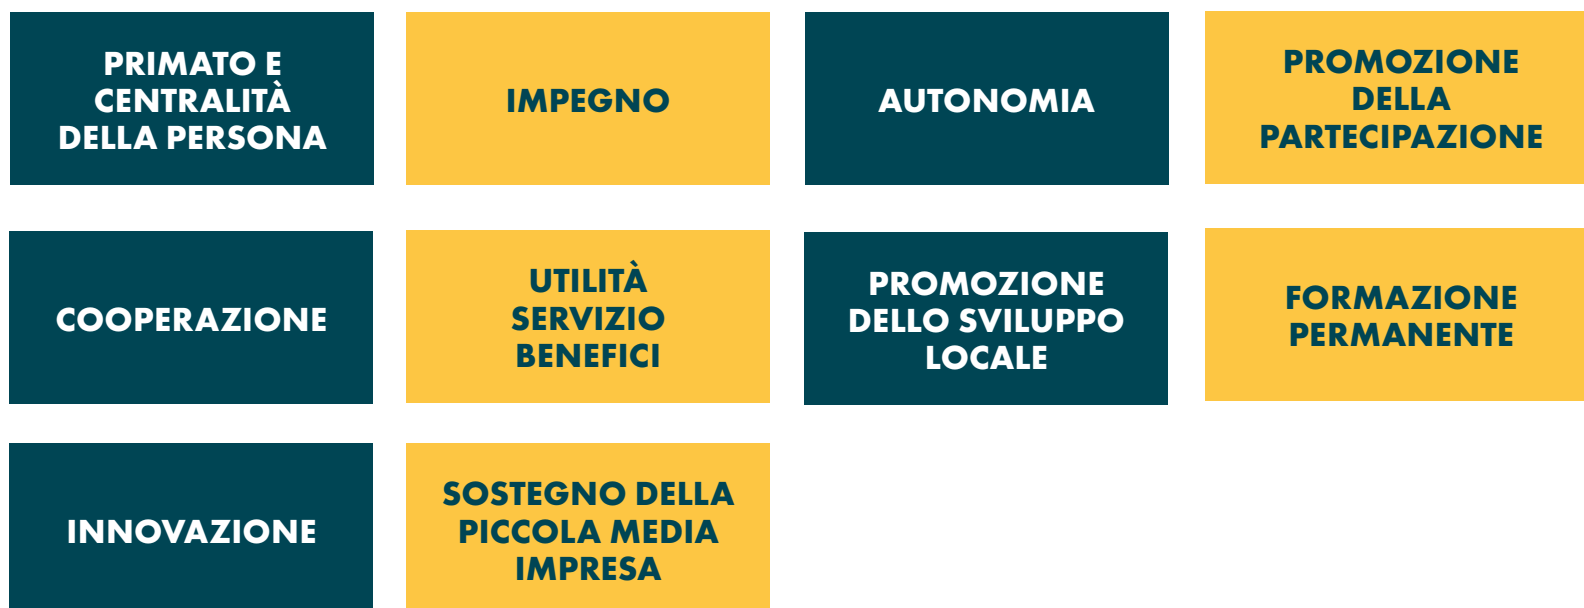 PRIMATO E
CENTRALITÀ
DELLA PERSONA
IMPEGNO
AUTONOMIA
PROMOZIONE
DELLA
PARTECIPAZIONE
COOPERAZIONE
UTILITÀ
SERVIZIO
BENEFICI
PROMOZIONE
DELLO SVILUPPO
LOCALE
FORMAZIONE
PERMANENTE
INNOVAZIONE
SOSTEGNO DELLA
PICCOLA MEDIA
IMPRESA